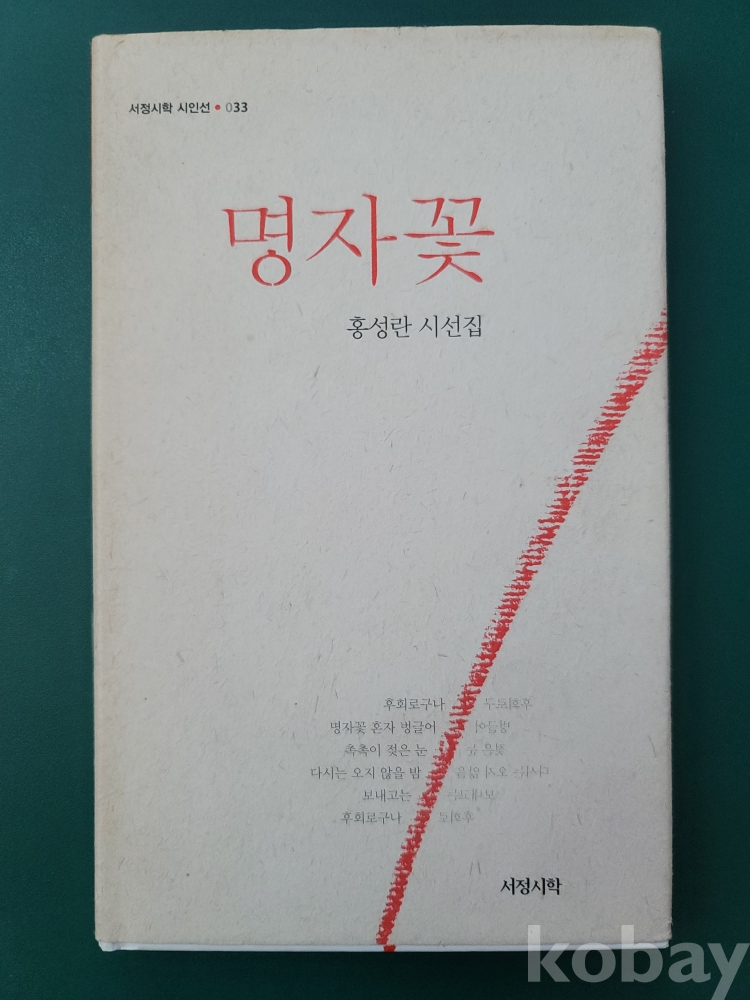 서정시학 시인선 • 033
명자꽃
홍성란 시선집
후회로구나
명자꽃 혼자 벙글어
촉촉이 젖은 눈
다시는 오지 않을 밤
보내고는
후회로구나
서정시학
kobay